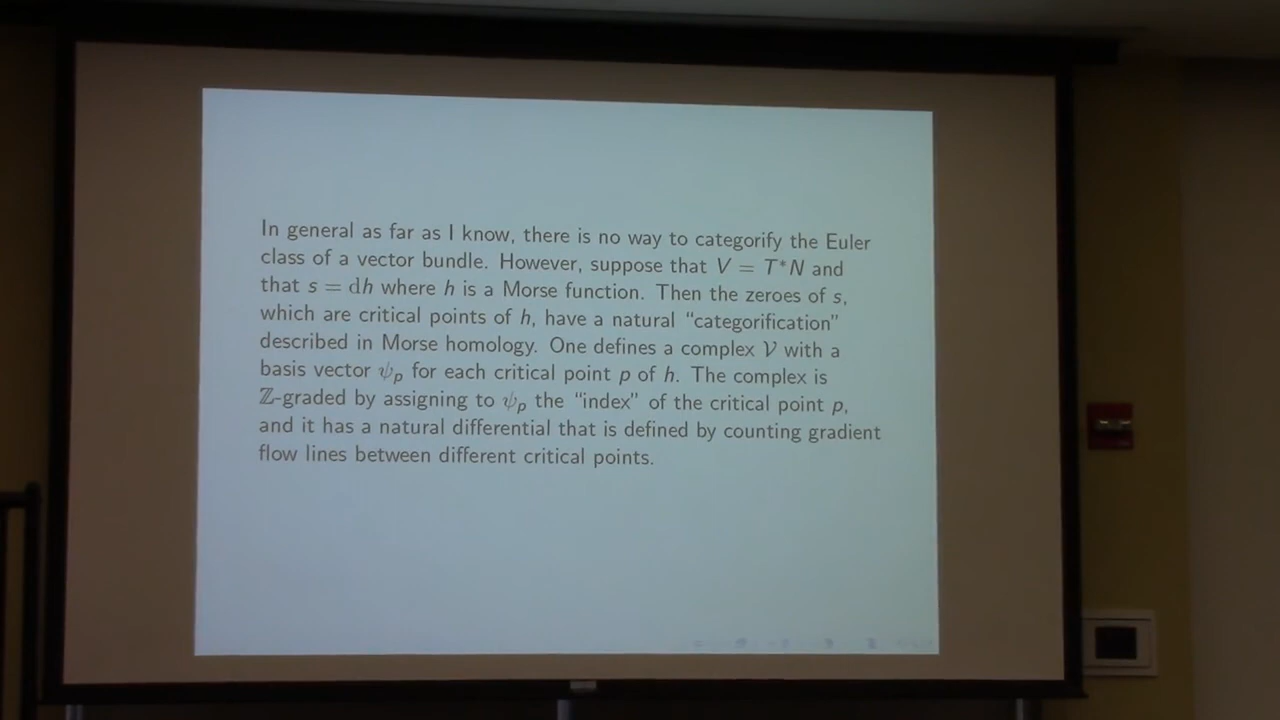 In general as far as I know, there is no way to categorify the Euler
class of a vector bundle. However, suppose that V = T*N and
that s = dh where h is a Morse function. Then the zeroes of s,
which are critical points of h, have a natural “categorification”
described in Morse homology. One defines a complex 𝒱 with a
basis vector ψₚ for each critical point p of h. The complex is
ℤ-graded by assigning to ψₚ the “index” of the critical point p,
and it has a natural differential that is defined by counting gradient
flow lines between different critical points.